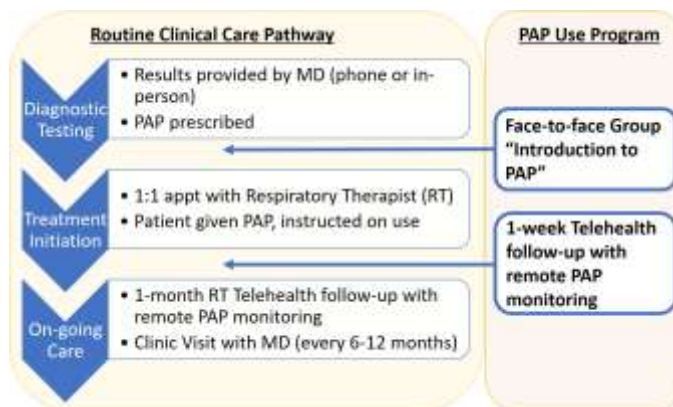 Routine Clinical Care Pathway
Diagnostic
Testing
• Results provided by MD (phone or in-
person)
• PAP prescribed
Treatment
Initiation
• 1:1 appt with Respiratory Therapist (RT)
• Patient given PAP, instructed on use
On-going
Care
• 1-month RT Telehealth follow-up with
remote PAP monitoring
• Clinic Visit with MD (every 6-12 months)
PAP Use Program
Face-to-face Group
“Introduction to
PAP”
1-week Telehealth
follow-up with
remote PAP
monitoring